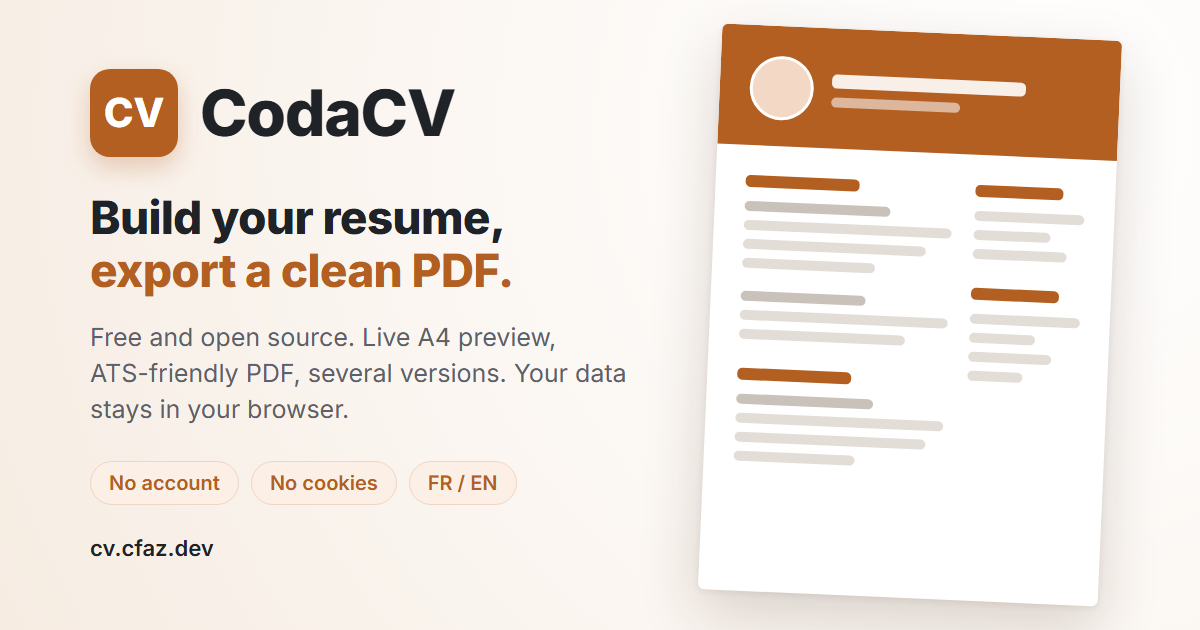 CV
CodaCV
Build your resume,
export a clean PDF.
Free and open source. Live A4 preview,
ATS-friendly PDF, several versions. Your data
stays in your browser.
No account
No cookies
FR / EN
cv.cfaz.dev